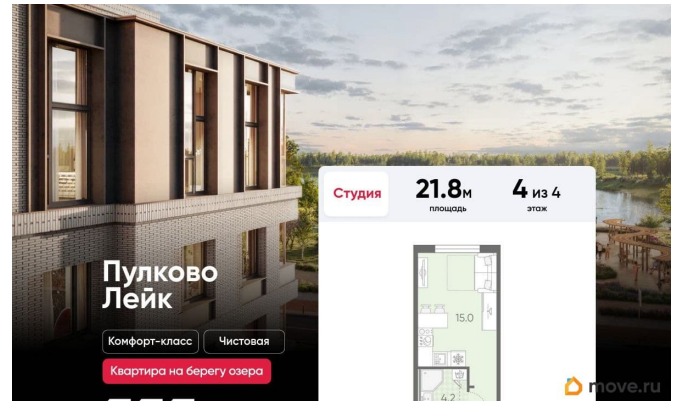 Студия
21.8м
площадь
4 из 4
этаж
Пулково
Лейк
Комфорт-класс
Чистовая
Квартира на берегу озера
15.0
4.2
move.ru